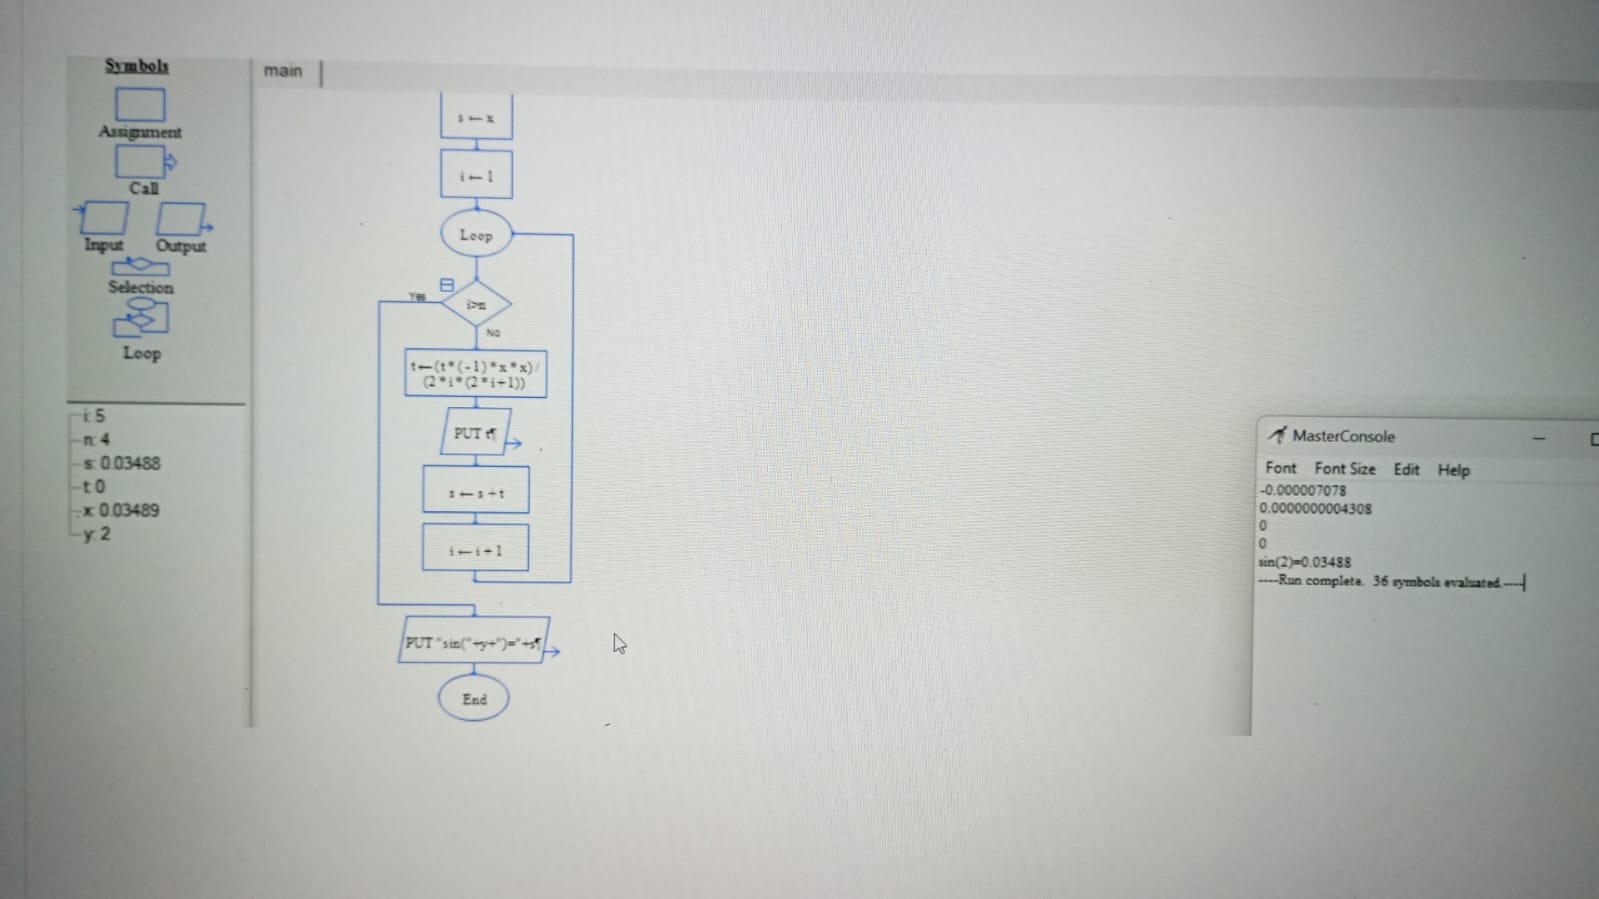 Symbols
main
Assignment
Call
Input Output
Selection
Loop
i: 5
n: 4
s: 0.03488
t: 0
x: 0.03489
y: 2
s ← x
i ← 1
Loop
Yes
i>n
No
t←(t*(-1)*x*x)/
(2*i*(2*i+1))
PUT t¶
s ← s+t
i ← i+1
PUT "sin("+y+")="+s¶
End
MasterConsole
Font Font Size Edit Help
-0.000007078
0.0000000004308
0
0
sin(2)=0.03488
----Run complete. 36 symbols evaluated.----